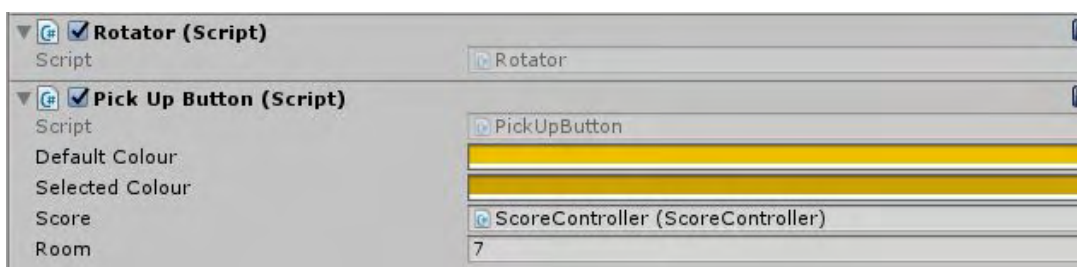 Rotator (Script)
Script Rotator
Pick Up Button (Script)
Script PickUpButton
Default Colour
Selected Colour
Score ScoreController (ScoreController)
Room 7